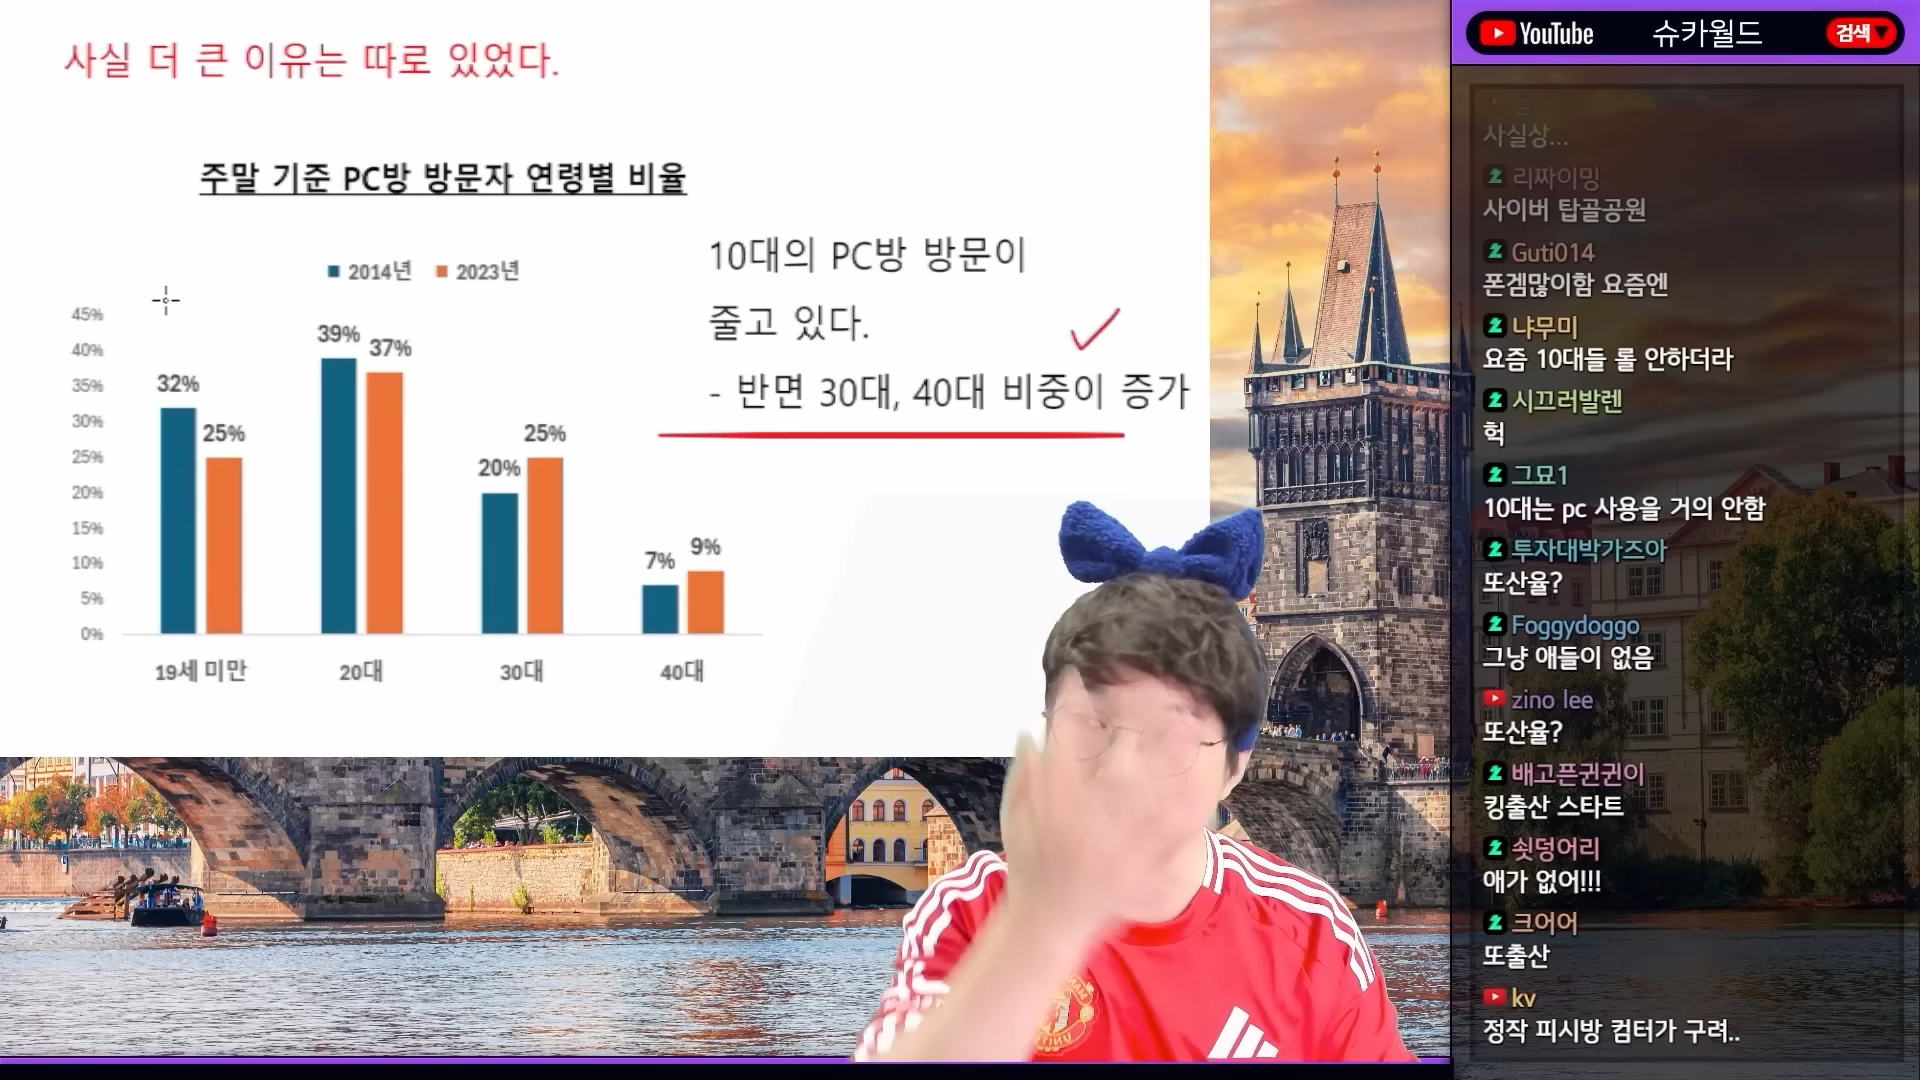 사실 더 큰 이유는 따로 있었다.
주말 기준 PC방 방문자 연령별 비율
2014년 2023년
45%
40%
35%
30%
25%
20%
15%
10%
5%
0%
32%
25%
39%
37%
20%
25%
7%
9%
19세 미만 20대 30대 40대
10대의 PC방 방문이
줄고 있다.
- 반면 30대, 40대 비중이 증가
YouTube 슈카월드 검색
사실상...
리짜이밍
사이버 탑골공원
Guti014
폰겜많이함 요즘엔
냐무미
요즘 10대들 롤 안하더라
시끄러발렌
헉
그묘1
10대는 pc 사용을 거의 안함
투자대박가즈아
또산율?
Foggydoggo
그냥 애들이 없음
zino lee
또산율?
배고픈귄귄이
킹출산 스타트
쇳덩어리
애가 없어!!!
크어어
또출산
kv
정작 피시방 컴터가 구려..